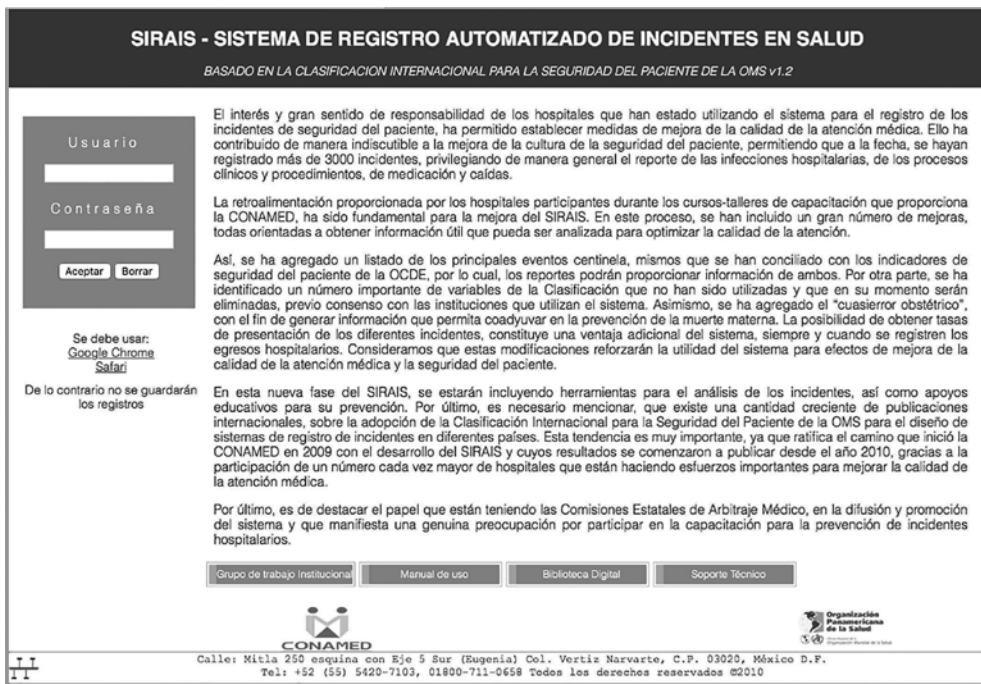 SIRAIS - SISTEMA DE REGISTRO AUTOMATIZADO DE INCIDENTES EN SALUD
BASADO EN LA CLASIFICACION INTERNACIONAL PARA LA SEGURIDAD DEL PACIENTE DE LA OMS v1.2
Usuario
Contraseña
Aceptar Borrar
Se debe usar:
Google Chrome
Safari
De lo contrario no se guardarán
los registros
El interés y gran sentido de responsabilidad de los hospitales que han estado utilizando el sistema para el registro de los
incidentes de seguridad del paciente, ha permitido establecer medidas de mejora de la calidad de la atención médica. Ello ha
contribuido de manera indiscutible a la mejora de la cultura de la seguridad del paciente, permitiendo que a la fecha, se hayan
registrado más de 3000 incidentes, privilegiando de manera general el reporte de las infecciones hospitalarias, de los procesos
clínicos y procedimientos, de medicación y caídas.
La retroalimentación proporcionada por los hospitales participantes durante los cursos-talleres de capacitación que proporciona
la CONAMED, ha sido fundamental para la mejora del SIRAIS. En este proceso, se han incluido un gran número de mejoras,
todas orientadas a obtener información útil que pueda ser analizada para optimizar la calidad de la atención.
Así, se ha agregado un listado de los principales eventos centinela, mismos que se han conciliado con los indicadores de
seguridad del paciente de la OCDE, por lo cual, los reportes podrán proporcionar información de ambos. Por otra parte, se ha
identificado un número importante de variables de la Clasificación que no han sido utilizadas y que en su momento serán
eliminadas, previo consenso con las instituciones que utilizan el sistema. Asimismo, se ha agregado el "cuasierror obstétrico",
con el fin de generar información que permita coadyuvar en la prevención de la muerte materna. La posibilidad de obtener tasas
de presentación de los diferentes incidentes, constituye una ventaja adicional del sistema, siempre y cuando se registren los
egresos hospitalarios. Consideramos que estas modificaciones reforzarán la utilidad del sistema para efectos de mejora de la
calidad de la atención médica y la seguridad del paciente.
En esta nueva fase del SIRAIS, se estarán incluyendo herramientas para el análisis de los incidentes, así como apoyos
educativos para su prevención. Por último, es necesario mencionar, que existe una cantidad creciente de publicaciones
internacionales, sobre la adopción de la Clasificación Internacional para la Seguridad del Paciente de la OMS para el diseño de
sistemas de registro de incidentes en diferentes países. Esta tendencia es muy importante, ya que ratifica el camino que inició la
CONAMED en 2009 con el desarrollo del SIRAIS y cuyos resultados se comenzaron a publicar desde el año 2010, gracias a la
participación de un número cada vez mayor de hospitales que están haciendo esfuerzos importantes para mejorar la calidad de
la atención médica.
Por último, es de destacar el papel que están teniendo las Comisiones Estatales de Arbitraje Médico, en la difusión y promoción
del sistema y que manifiesta una genuina preocupación por participar en la capacitación para la prevención de incidentes
hospitalarios.
Grupo de trabajo Institucional Manual de uso Biblioteca Digital Soporte Técnico
CONAMED
Organización
Panamericana
de la Salud
Calle: Mitla 250 esquina con Eje 5 Sur (Eugenia) Col. Vertiz Narvarte, C.P. 03020, México D.F.
Tel: +52 (55) 5420-7103, 01800-711-0658 Todos los derechos reservados ©2010